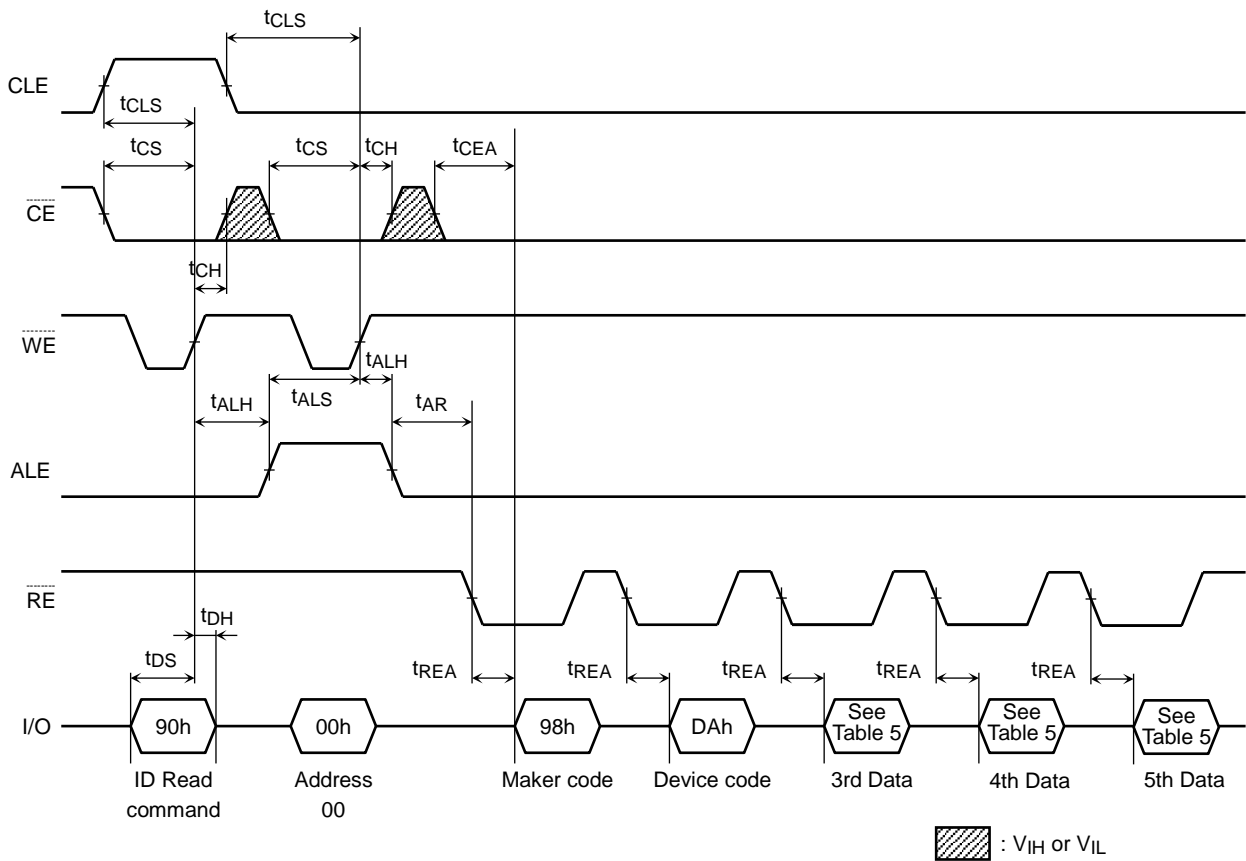 tCLS
CLE
tCLS
tCS
tCS
tCH
tCEA
CE
tCH
WE
tALH
tALH
tALS
tAR
ALE
RE
tDH
tDS
tREA
tREA
tREA
tREA
tREA
I/O
90h
00h
98h
DAh
See
Table 5
See
Table 5
See
Table 5
ID Read
command
Address
00
Maker code
Device code
3rd Data
4th Data
5th Data
: VIH or VIL